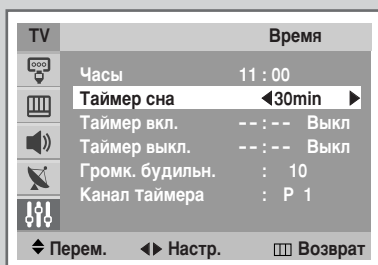 TV Время
Часы 11 : 00
Таймер сна ◀30min ▶
Таймер вкл. --:-- Выкл
Таймер выкл. --:-- Выкл
Громк. будильн. : 10
Канал таймера : P 1
Перем. Настр. Возврат